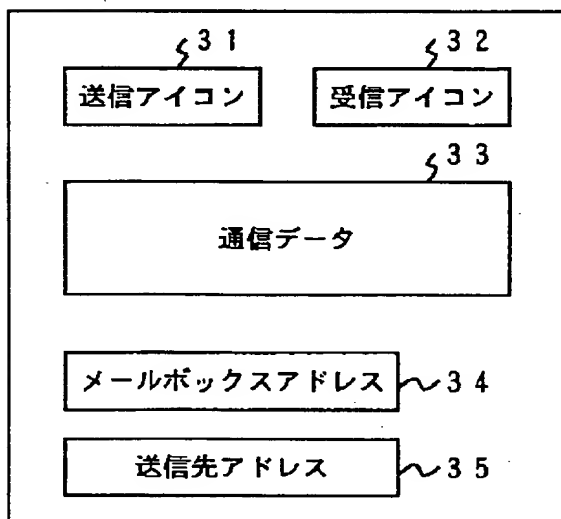 31 32
送信アイコン 受信アイコン
33
通信データ
メールボックスアドレス 34
送信先アドレス 35